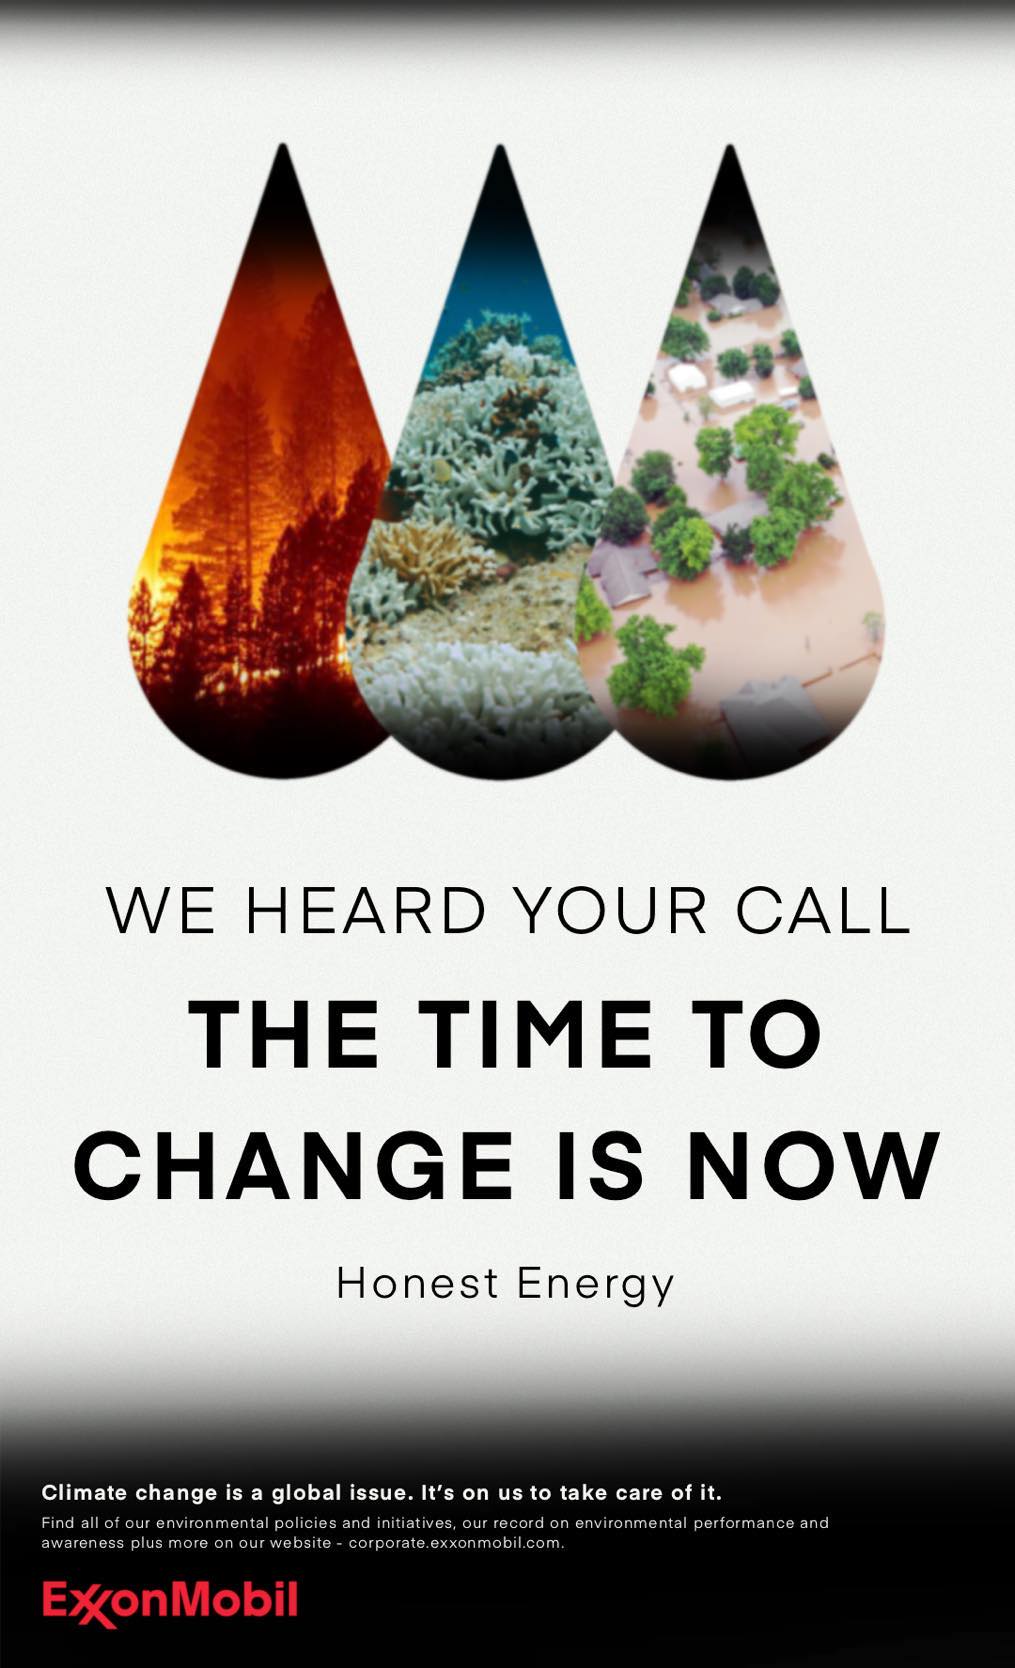 WE HEARD YOUR CALL
THE TIME TO
CHANGE IS NOW
Honest Energy
Climate change is a global issue. It’s on us to take care of it.
Find all of our environmental policies and initiatives, our record on environmental performance and
awareness plus more on our website - corporate.exxonmobil.com.
ExxonMobil